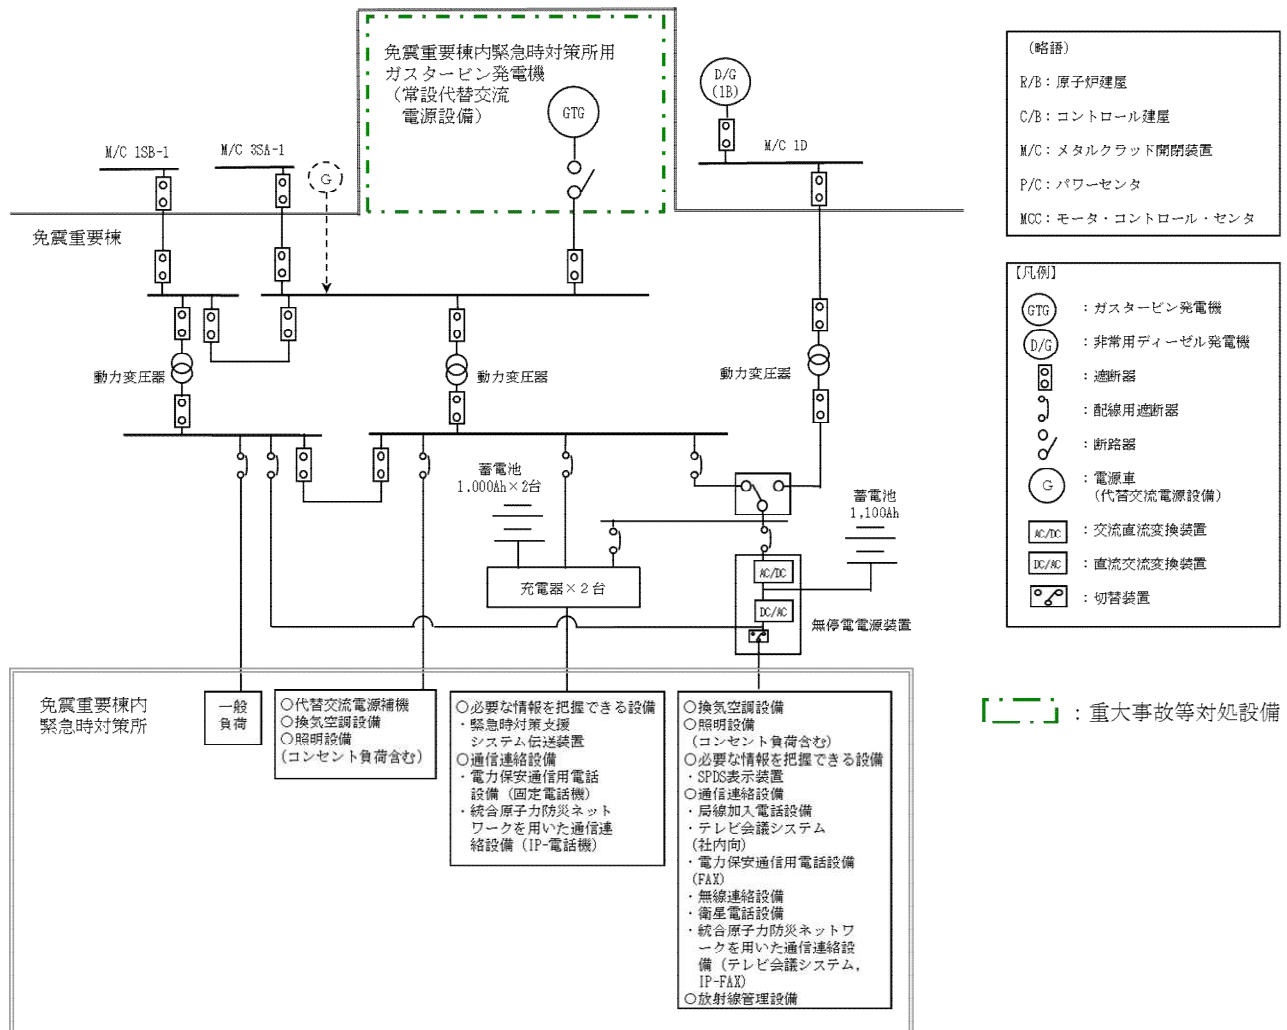 免震重要棟内緊急時対策所用
ガスタービン発電機
(常設代替交流
電源設備)
GTG
D/G
(1B)
M/C 1SB-1
M/C 3SA-1
G
M/C 1D
免震重要棟
動力変圧器
動力変圧器
動力変圧器
蓄電池
1.000Ah×2台
蓄電池
1,100Ah
充電器×2台
AC/DC
DC/AC
無停電電源装置
免震重要棟内
緊急時対策所
一般
負荷
○代替交流電源補機
○換気空調設備
○照明設備
(コンセント負荷含む)
○必要な情報を把握できる設備
・緊急時対策支援
システム伝送装置
○通信連絡設備
・電力保安通信用電話
設備(固定電話機)
・統合原子力防災ネット
ワークを用いた通信連
絡設備(IP-電話機)
○換気空調設備
○照明設備
(コンセント負荷含む)
○必要な情報を把握できる設備
・SPDS表示装置
○通信連絡設備
・局線加入電話設備
・テレビ会議システム
(社内向)
・電力保安通信用電話設備
(FAX)
・無線連絡設備
・衛星電話設備
・統合原子力防災ネットワ
ークを用いた通信連絡設
備(テレビ会議システム,
IP-FAX)
○放射線管理設備
(略語)
R/B:原子炉建屋
C/B:コントロール建屋
M/C:メタルクラッド開閉装置
P/C:パワーセンタ
MCC:モータ・コントロール・センタ
【凡例】
GTG :ガスタービン発電機
D/G :非常用ディーゼル発電機
:遮断器
:配線用遮断器
:断路器
G :電源車
(代替交流電源設備)
AC/DC :交流直流変換装置
DC/AC :直流交流変換装置
:切替装置
:重大事故等対処設備